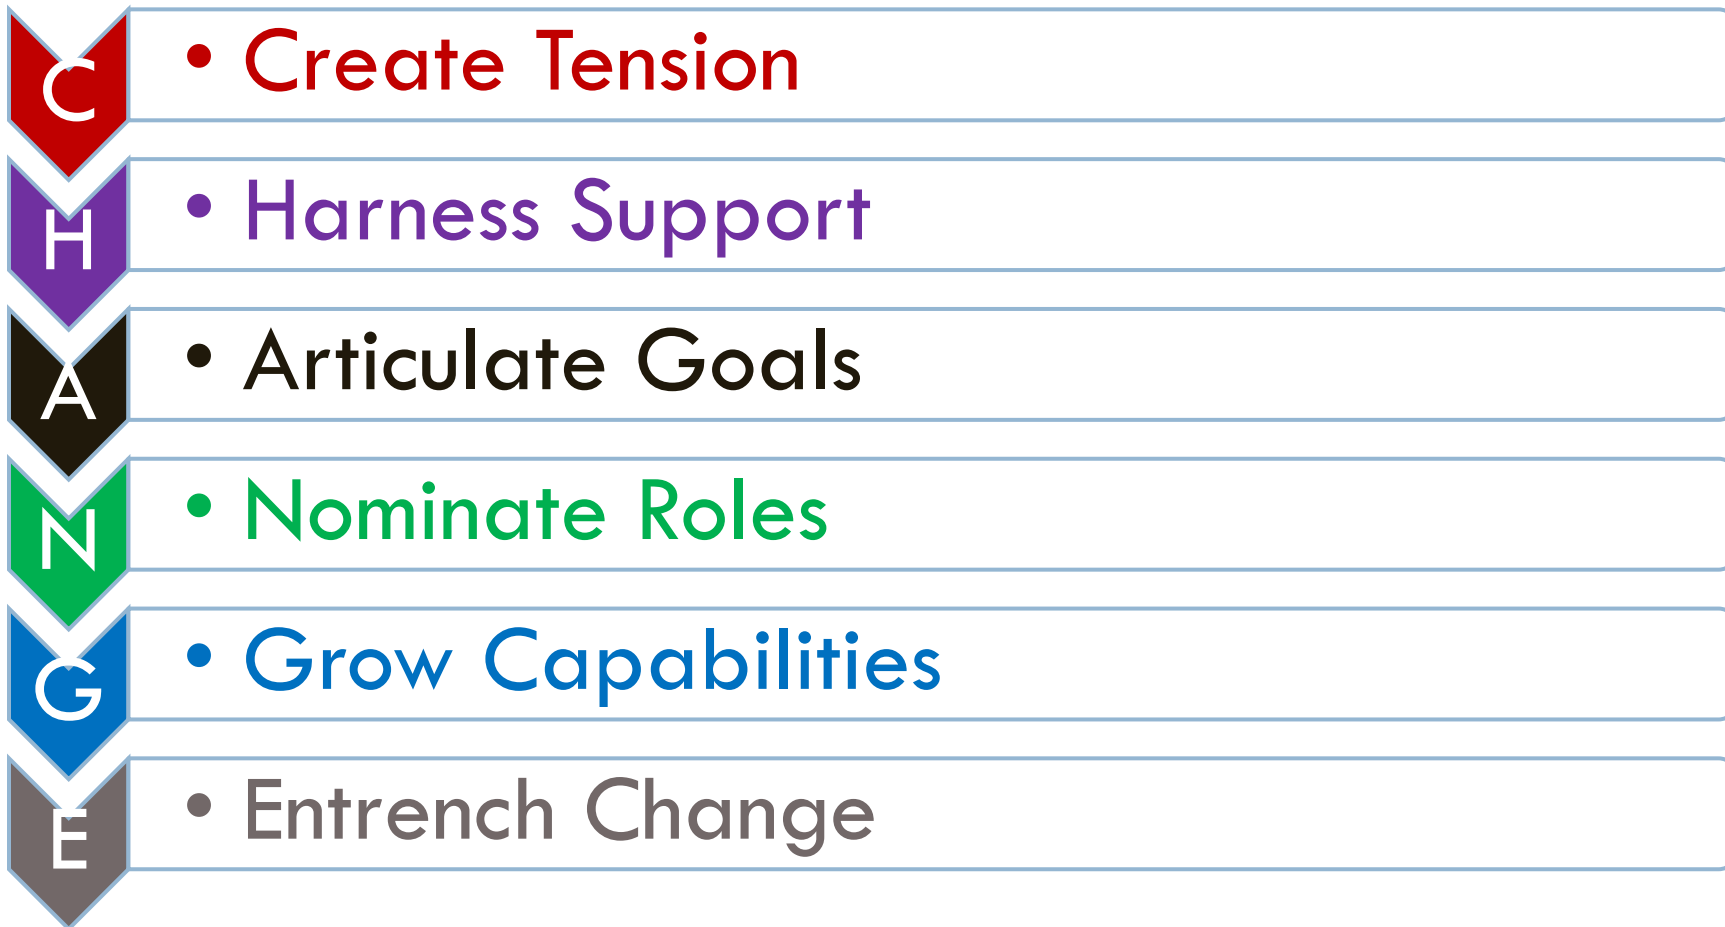 C
• Create Tension
H
• Harness Support
A
• Articulate Goals
N
• Nominate Roles
G
• Grow Capabilities
E
• Entrench Change